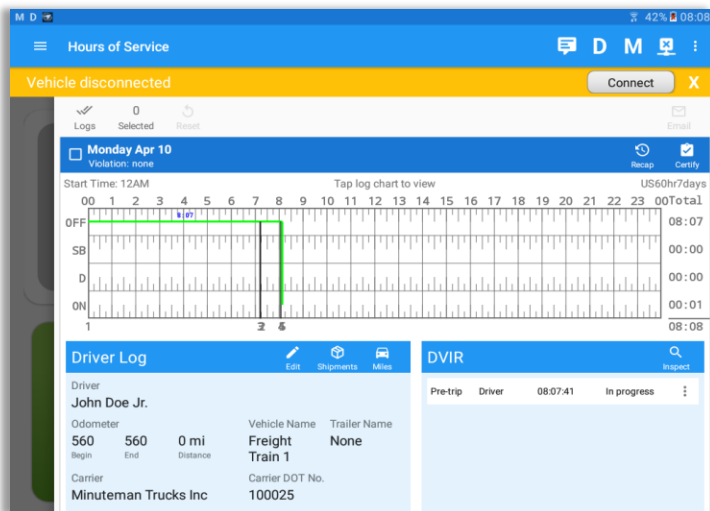 M D 42% 08:08
Hours of Service D M
Vehicle disconnected Connect X
Logs 0 Selected Reset Email
Monday Apr 10
Violation: none Recap Certify
Start Time: 12AM Tap log chart to view US60hr7days
00 1 2 3 4 5 6 7 8 9 10 11 12 13 14 15 16 17 18 19 20 21 22 23 00 Total
8:07
OFF 08:07
SB 00:00
D 00:00
ON 00:01
1 08:08
Driver Log Edit Shipments Miles
Driver
John Doe Jr.
Odometer Vehicle Name Trailer Name
560 560 0 mi Freight Train 1 None
Begin End Distance
Carrier Carrier DOT No.
Minuteman Trucks Inc 100025
DVIR Inspect
Pre-trip Driver 08:07:41 In progress